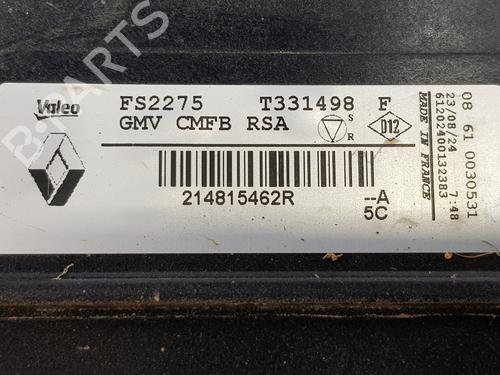 Valeo
FS2275 T331498 F
GMV CMFB RSA
S
R
D12
214815462R
--A
5C
MADE IN FRANCE
61202400132383
23/08/24 7:48
08 61 0030531
B-PARTS